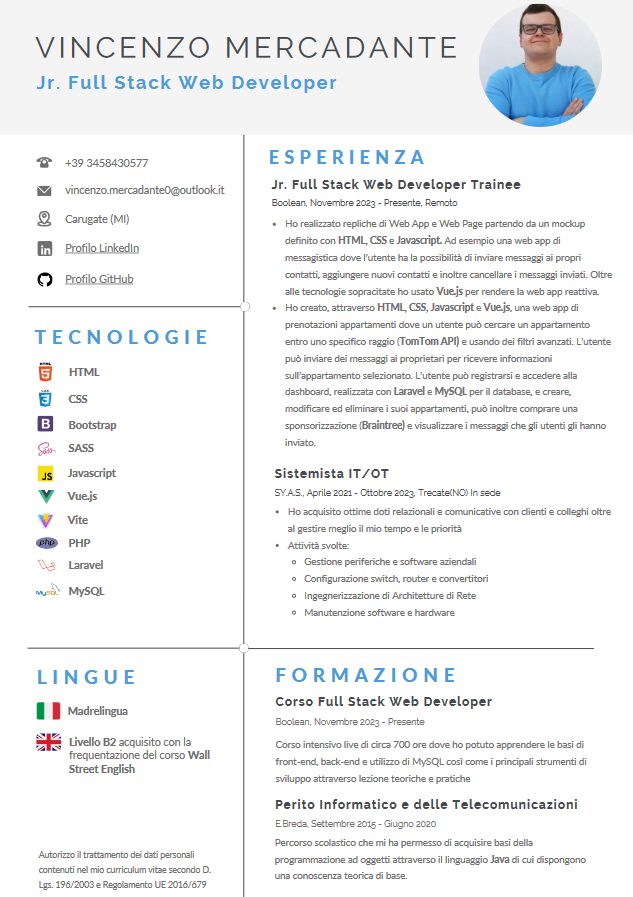 VINCENZO MERCADANTE
Jr. Full Stack Web Developer
+39 3458430577
vincenzo.mercadante0@outlook.it
Carugate (MI)
Profilo LinkedIn
Profilo GitHub
TECNOLOGIE
HTML
CSS
Bootstrap
Sass
SASS
JS
Javascript
Vue.js
Vite
php
PHP
Laravel
MySQL
MySQL
LINGUE
Madrelingua
Livello B2 acquisito con la
frequentazione del corso Wall
Street English
Autorizzo il trattamento dei dati personali
contenuti nel mio curriculum vitae secondo D.
Lgs. 196/2003 e Regolamento UE 2016/679
ESPERIENZA
Jr. Full Stack Web Developer Trainee
Boolean, Novembre 2023 - Presente, Remoto
• Ho realizzato repliche di Web App e Web Page partendo da un mockup
definito con HTML, CSS e Javascript. Ad esempio una web app di
messagistica dove l'utente ha la possibilità di inviare messaggi ai propri
contatti, aggiungere nuovi contatti e inoltre cancellare i messaggi inviati. Oltre
alle tecnologie sopracitate ho usato Vue.js per rendere la web app reattiva.
• Ho creato, attraverso HTML, CSS, Javascript e Vue.js, una web app di
prenotazioni appartamenti dove un utente può cercare un appartamento
entro uno specifico raggio (TomTom API) e usando dei filtri avanzati. L'utente
può inviare dei messaggi ai proprietari per ricevere informazioni
sull'appartamento selezionato. L'utente può registrarsi e accedere alla
dashboard, realizzata con Laravel e MySQL per il database, e creare,
modificare ed eliminare i suoi appartamenti, può inoltre comprare una
sponsorizzazione (Braintree) e visualizzare i messaggi che gli utenti gli hanno
inviato.
Sistemista IT/OT
SY.A.S., Aprile 2021 - Ottobre 2023, Trecate(NO) In sede
• Ho acquisito ottime doti relazionali e comunicative con clienti e colleghi oltre
al gestire meglio il mio tempo e le priorità
• Attività svolte:
◦ Gestione periferiche e software aziendali
◦ Configurazione switch, router e convertitori
◦ Ingegnerizzazione di Architetture di Rete
◦ Manutenzione software e hardware
FORMAZIONE
Corso Full Stack Web Developer
Boolean, Novembre 2023 - Presente
Corso intensivo live di circa 700 ore dove ho potuto apprendere le basi di
front-end, back-end e utilizzo di MySQL così come i principali strumenti di
sviluppo attraverso lezione teoriche e pratiche
Perito Informatico e delle Telecomunicazioni
E.Breda, Settembre 2015 - Giugno 2020
Percorso scolastico che mi ha permesso di acquisire basi della
programmazione ad oggetti attraverso il linguaggio Java di cui dispongono
una conoscenza teorica di base.